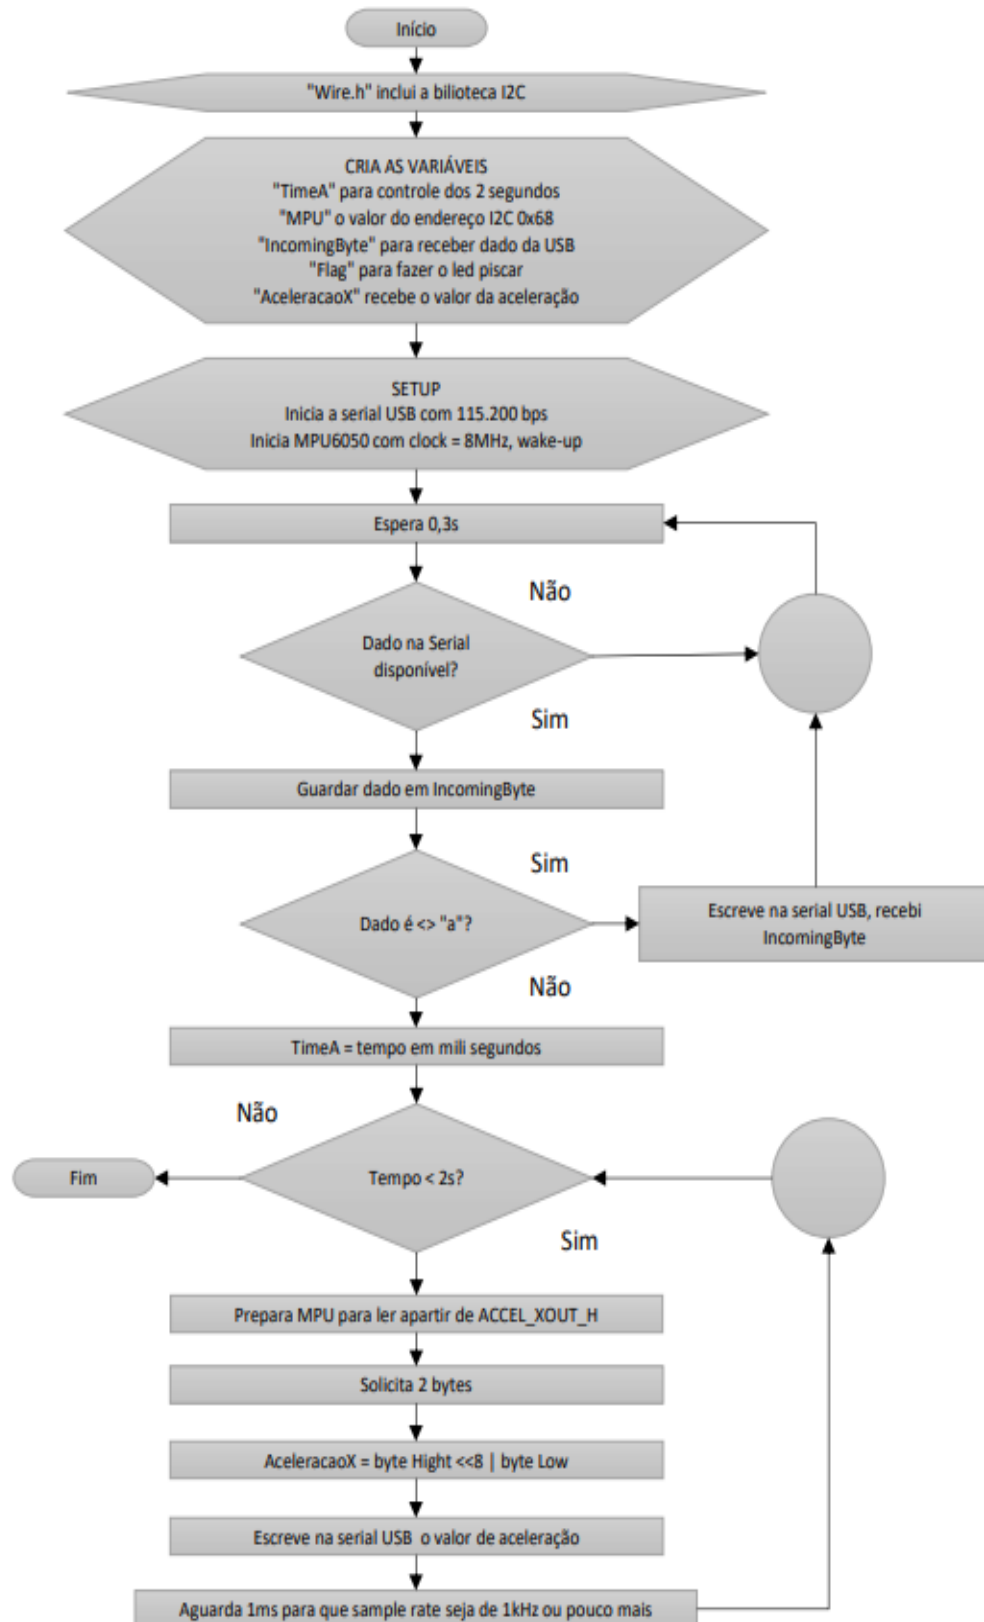 Início
"Wire.h" inclui a bilioteca I2C
CRIA AS VARIÁVEIS
"TimeA" para controle dos 2 segundos
"MPU" o valor do endereço I2C 0x68
"IncomingByte" para receber dado da USB
"Flag" para fazer o led piscar
"AceleracaoX" recebe o valor da aceleração
SETUP
Inicia a serial USB com 115.200 bps
Inicia MPU6050 com clock = 8MHz, wake-up
Espera 0,3s
Não
Dado na Serial
disponível?
Sim
Guardar dado em IncomingByte
Sim
Dado é <> "a"?
Escreve na serial USB, recebi
IncomingByte
Não
TimeA = tempo em mili segundos
Não
Tempo < 2s?
Fim
Sim
Prepara MPU para ler apartir de ACCEL_XOUT_H
Solicita 2 bytes
AceleracaoX = byte Hight <<8 | byte Low
Escreve na serial USB o valor de aceleração
Aguarda 1ms para que sample rate seja de 1kHz ou pouco mais